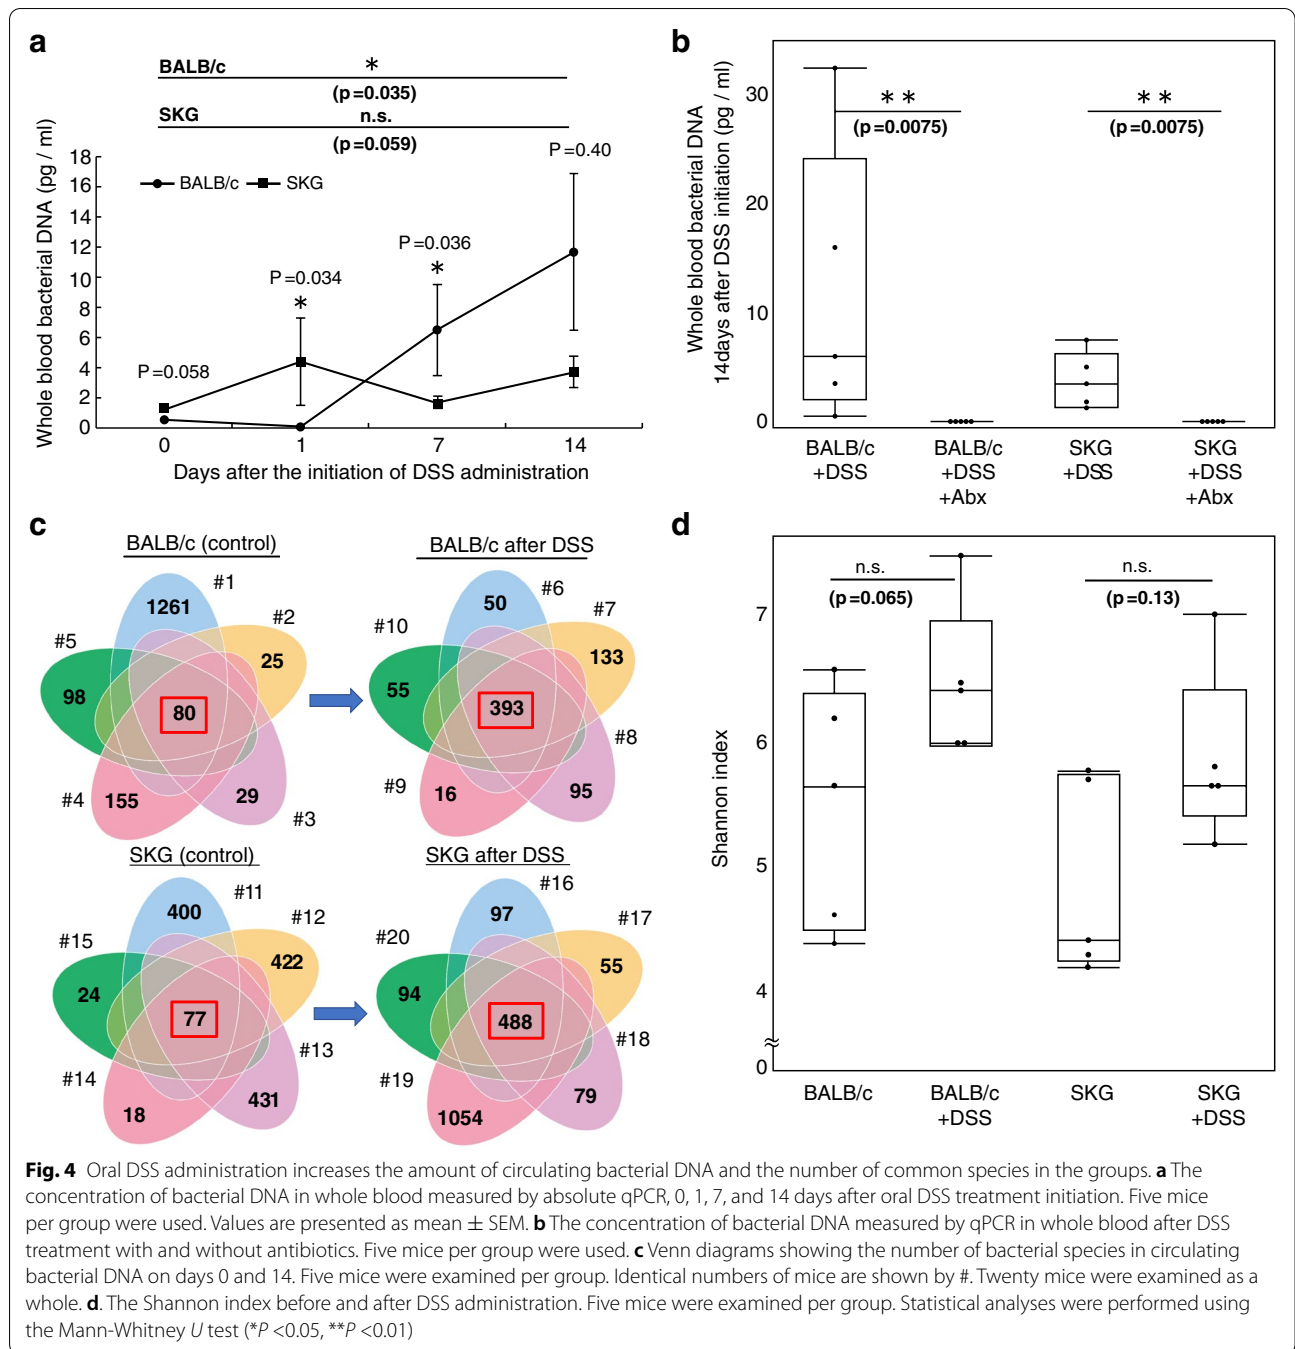 a
BALB/c
*
(p=0.035)
SKG
n.s.
(p=0.059)
Whole blood bacterial DNA (pg / ml)
18
16
14
12
10
8
6
4
2
0
BALB/c
SKG
P=0.058
P=0.034
*
P=0.036
*
P=0.40
0
1
7
14
Days after the initiation of DSS administration
b
Whole blood bacterial DNA
14days after DSS initiation (pg / ml)
30
20
10
0
**
(p=0.0075)
**
(p=0.0075)
BALB/c
+DSS
BALB/c
+DSS
+Abx
SKG
+DSS
SKG
+DSS
+Abx
c
BALB/c (control)
#1
1261
#2
25
#5
98
80
#4
155
29
#3
BALB/c after DSS
#6
50
#7
133
#10
55
393
#8
#9
16
95
SKG (control)
#11
400
#12
422
#15
24
77
#13
#14
18
431
SKG after DSS
#16
97
#17
55
#20
94
488
#18
#19
1054
79
d
Shannon index
7
6
5
4
0
n.s.
(p=0.065)
n.s.
(p=0.13)
BALB/c
BALB/c
+DSS
SKG
SKG
+DSS
Fig. 4 Oral DSS administration increases the amount of circulating bacterial DNA and the number of common species in the groups. a The
concentration of bacterial DNA in whole blood measured by absolute qPCR, 0, 1, 7, and 14 days after oral DSS treatment initiation. Five mice
per group were used. Values are presented as mean ± SEM. b The concentration of bacterial DNA measured by qPCR in whole blood after DSS
treatment with and without antibiotics. Five mice per group were used. c Venn diagrams showing the number of bacterial species in circulating
bacterial DNA on days 0 and 14. Five mice were examined per group. Identical numbers of mice are shown by #. Twenty mice were examined as a
whole. d. The Shannon index before and after DSS administration. Five mice were examined per group. Statistical analyses were performed using
the Mann-Whitney U test (*P <0.05, **P <0.01)